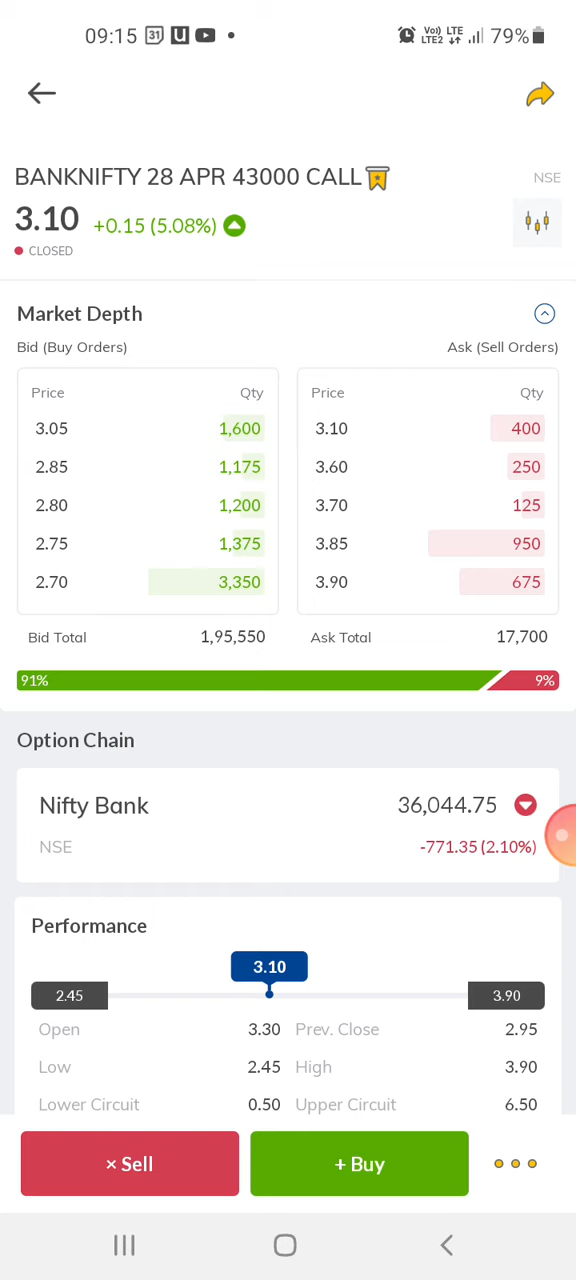 09:15 31 U Vo) LTE2 LTE 79%
BANKNIFTY 28 APR 43000 CALL NSE
3.10 +0.15 (5.08%)
CLOSED
Market Depth
Bid (Buy Orders) Ask (Sell Orders)
Price Qty Price Qty
3.05 1,600 3.10 400
2.85 1,175 3.60 250
2.80 1,200 3.70 125
2.75 1,375 3.85 950
2.70 3,350 3.90 675
Bid Total 1,95,550 Ask Total 17,700
91% 9%
Option Chain
Nifty Bank 36,044.75
NSE -771.35 (2.10%)
Performance
3.10
2.45 3.90
Open 3.30 Prev. Close 2.95
Low 2.45 High 3.90
Lower Circuit 0.50 Upper Circuit 6.50
× Sell + Buy